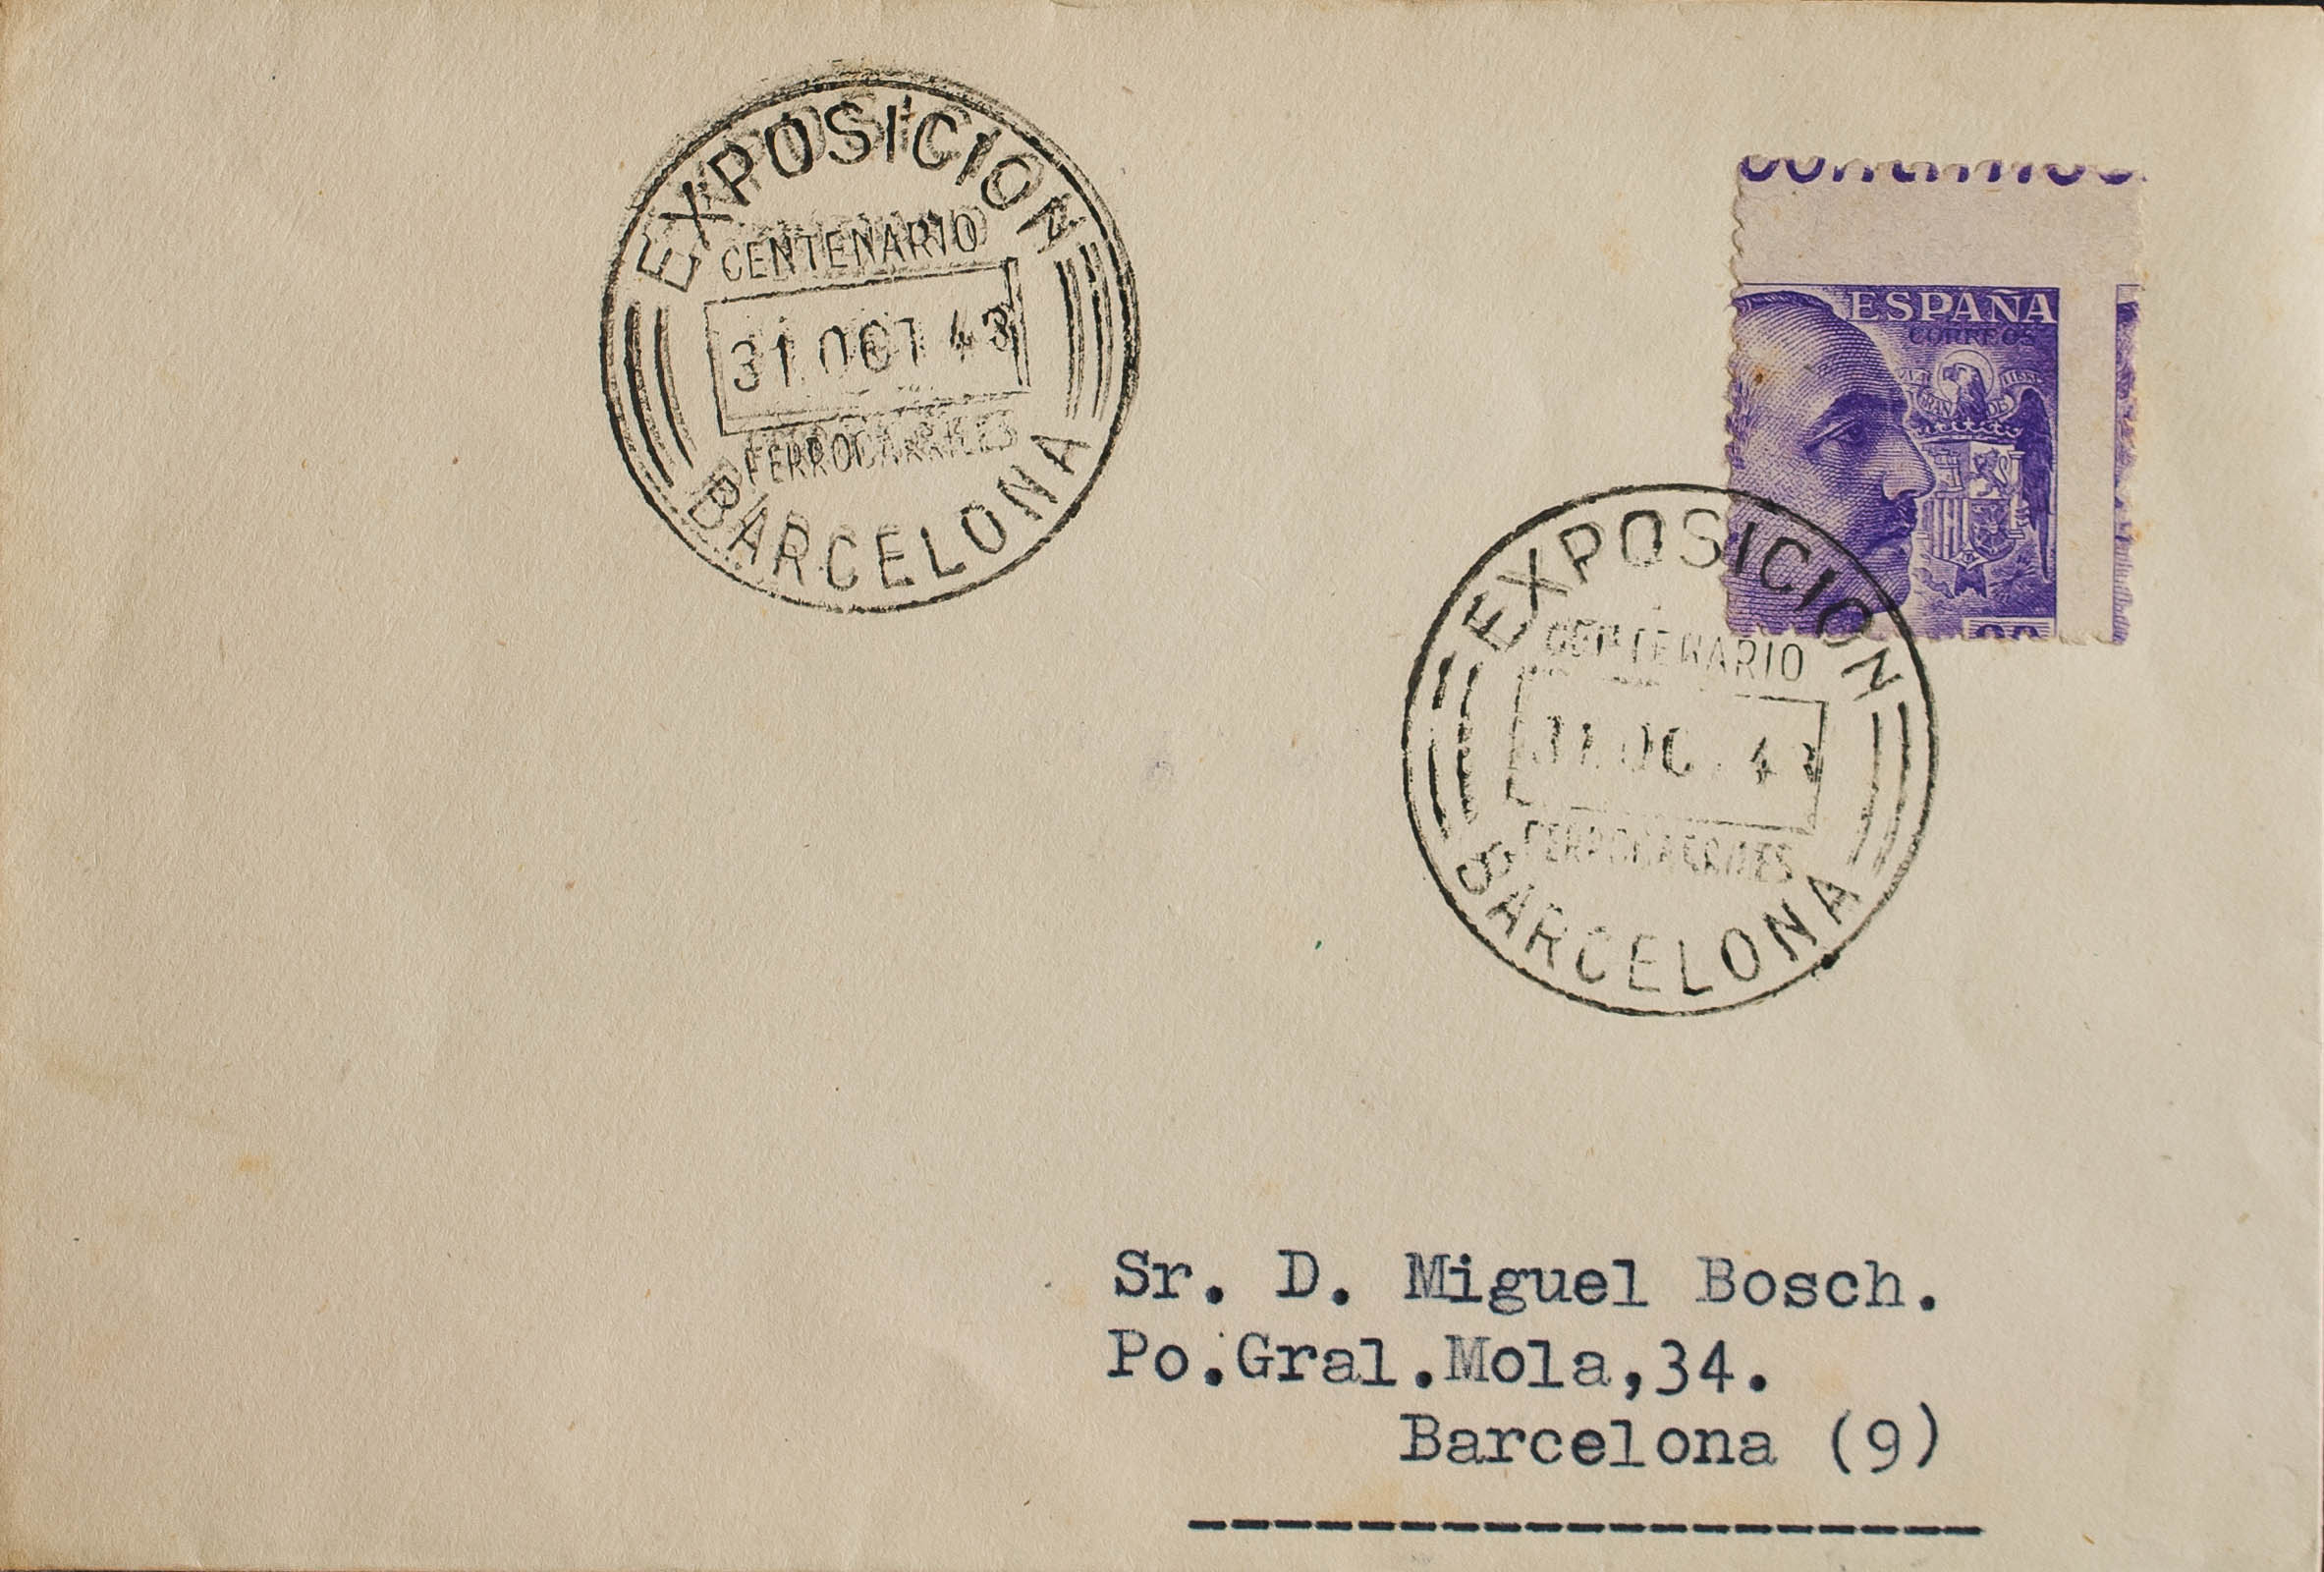 EXPOSICION
CENTENARIO
31 OCT 43
FERROCARRILES
BARCELONA
ESPAÑA
CORREOS
EXPOSICION
CENTENARIO
FERROCARRILES
BARCELONA
Sr. D. Miguel Bosch.
Po.Gral.Mola,34.
Barcelona (9)